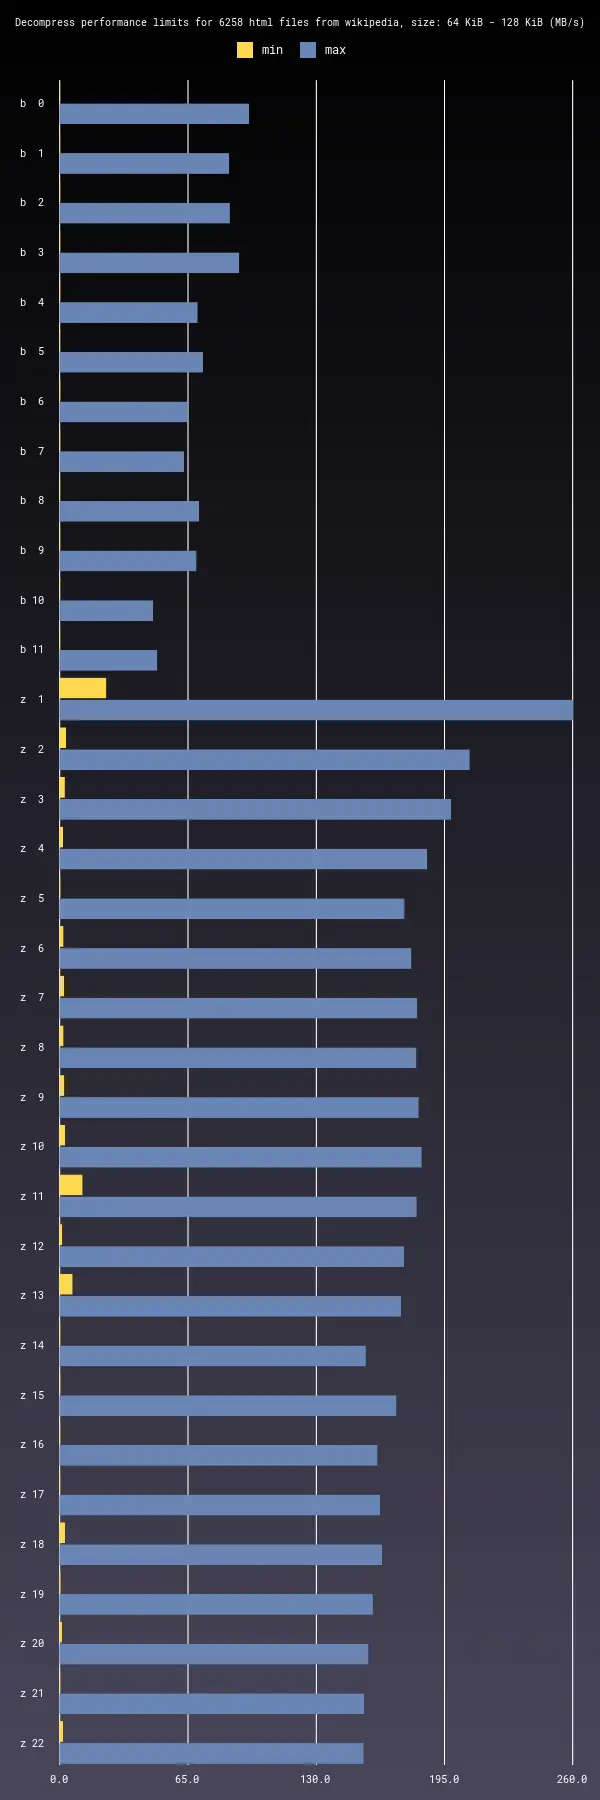 Decompress performance limits for 6258 html files from wikipedia, size: 64 KiB - 128 KiB (MB/s)
min max
b 0
b 1
b 2
b 3
b 4
b 5
b 6
b 7
b 8
b 9
b 10
b 11
z 1
z 2
z 3
z 4
z 5
z 6
z 7
z 8
z 9
z 10
z 11
z 12
z 13
z 14
z 15
z 16
z 17
z 18
z 19
z 20
z 21
z 22
0.0 65.0 130.0 195.0 260.0